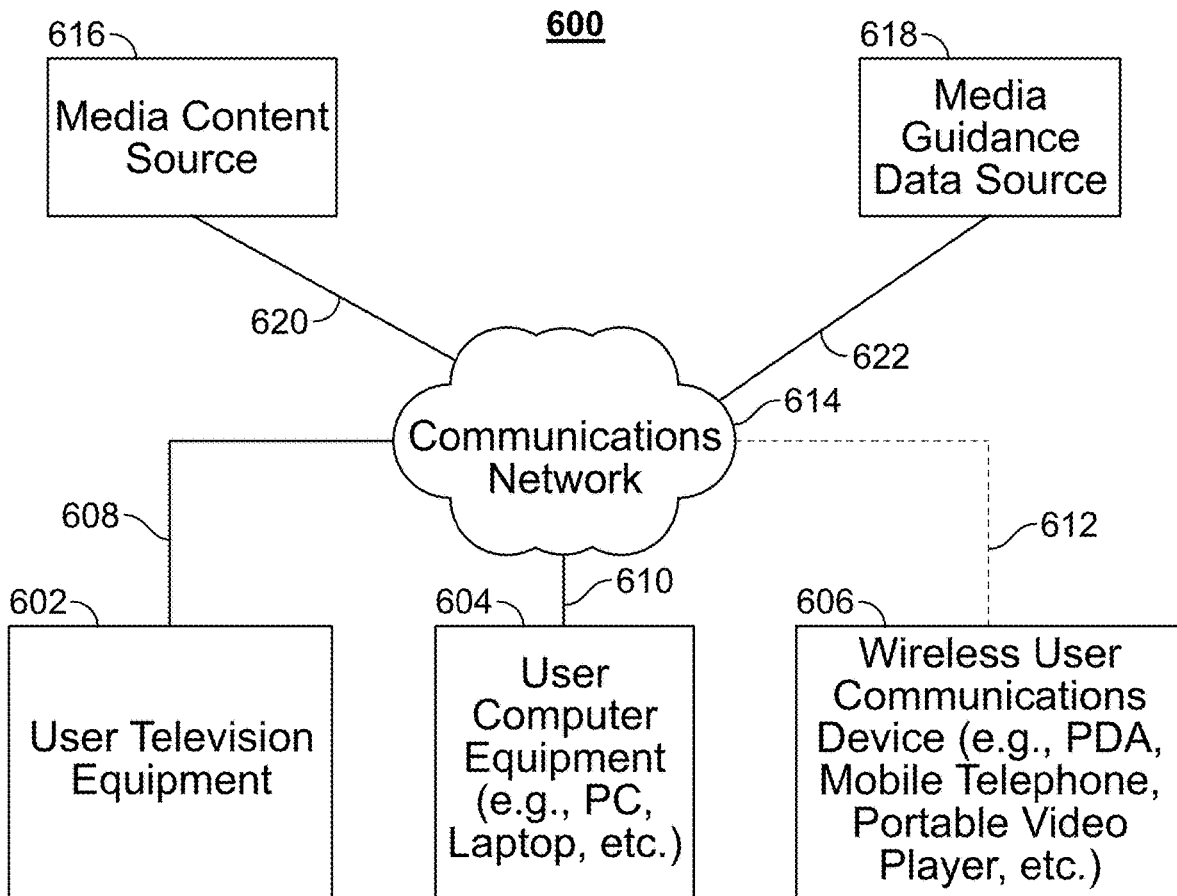 600
616
618
Media Content
Source
Media
Guidance
Data Source
620
622
614
Communications
Network
608
612
610
602
604
606
User Television
Equipment
User
Computer
Equipment
(e.g., PC,
Laptop, etc.)
Wireless User
Communications
Device (e.g., PDA,
Mobile Telephone,
Portable Video
Player, etc.)